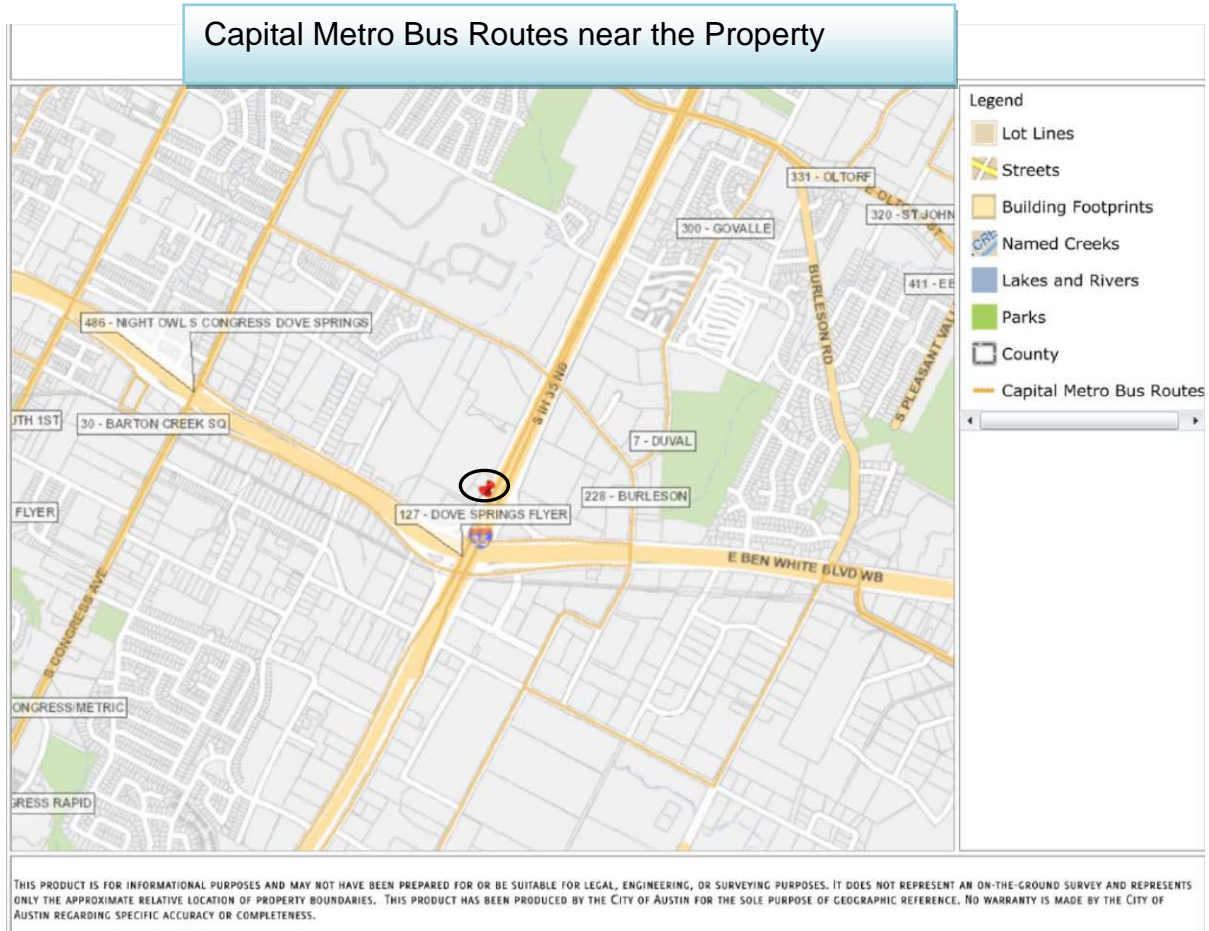 Capital Metro Bus Routes near the Property
Legend
Lot Lines
Streets
Building Footprints
Named Creeks
Lakes and Rivers
Parks
County
Capital Metro Bus Routes
331 - OLTORF
E OLTORF ST
320 - ST JOHN
300 - GOVALLE
411 - EE
BURLESON RD
S PLEASANT VALL
486 - NIGHT OWL S CONGRESS DOVE SPRINGS
S IH 35 NB
UTH 1ST
30 - BARTON CREEK SQ
7 - DUVAL
228 - BURLESON
FLYER
127 - DOVE SPRINGS FLYER
E BEN WHITE BLVD WB
S CONGRESS AVE
ONGRESS/METRIC
GRESS RAPID
THIS PRODUCT IS FOR INFORMATIONAL PURPOSES AND MAY NOT HAVE BEEN PREPARED FOR OR BE SUITABLE FOR LEGAL, ENGINEERING, OR SURVEYING PURPOSES. IT DOES NOT REPRESENT AN ON-THE-GROUND SURVEY AND REPRESENTS
ONLY THE APPROXIMATE RELATIVE LOCATION OF PROPERTY BOUNDARIES. THIS PRODUCT HAS BEEN PRODUCED BY THE CITY OF AUSTIN FOR THE SOLE PURPOSE OF GEOGRAPHIC REFERENCE. NO WARRANTY IS MADE BY THE CITY OF
AUSTIN REGARDING SPECIFIC ACCURACY OR COMPLETENESS.